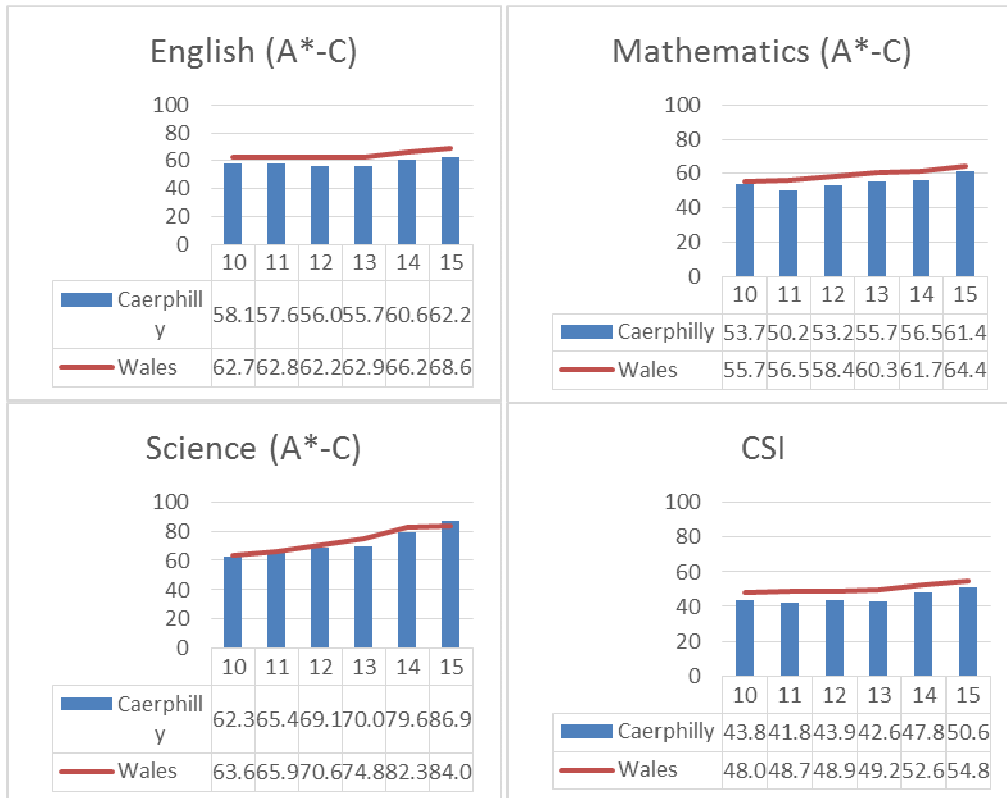 English (A*-C)
100
80
60
40
20
0
10 11 12 13 14 15
Caerphill
y
58.1 57.6 56.0 55.7 60.6 62.2
Wales 62.7 62.8 62.2 62.9 66.2 68.6
Mathematics (A*-C)
100
80
60
40
20
0
10 11 12 13 14 15
Caerphilly 53.7 50.2 53.2 55.7 56.5 61.4
Wales 55.7 56.5 58.4 60.3 61.7 64.4
Science (A*-C)
100
80
60
40
20
0
10 11 12 13 14 15
Caerphill
y
62.3 65.4 69.1 70.0 79.6 86.9
Wales 63.6 65.9 70.6 74.8 82.3 84.0
CSI
100
80
60
40
20
0
10 11 12 13 14 15
Caerphilly 43.8 41.8 43.9 42.6 47.8 50.6
Wales 48.0 48.7 48.9 49.2 52.6 54.8